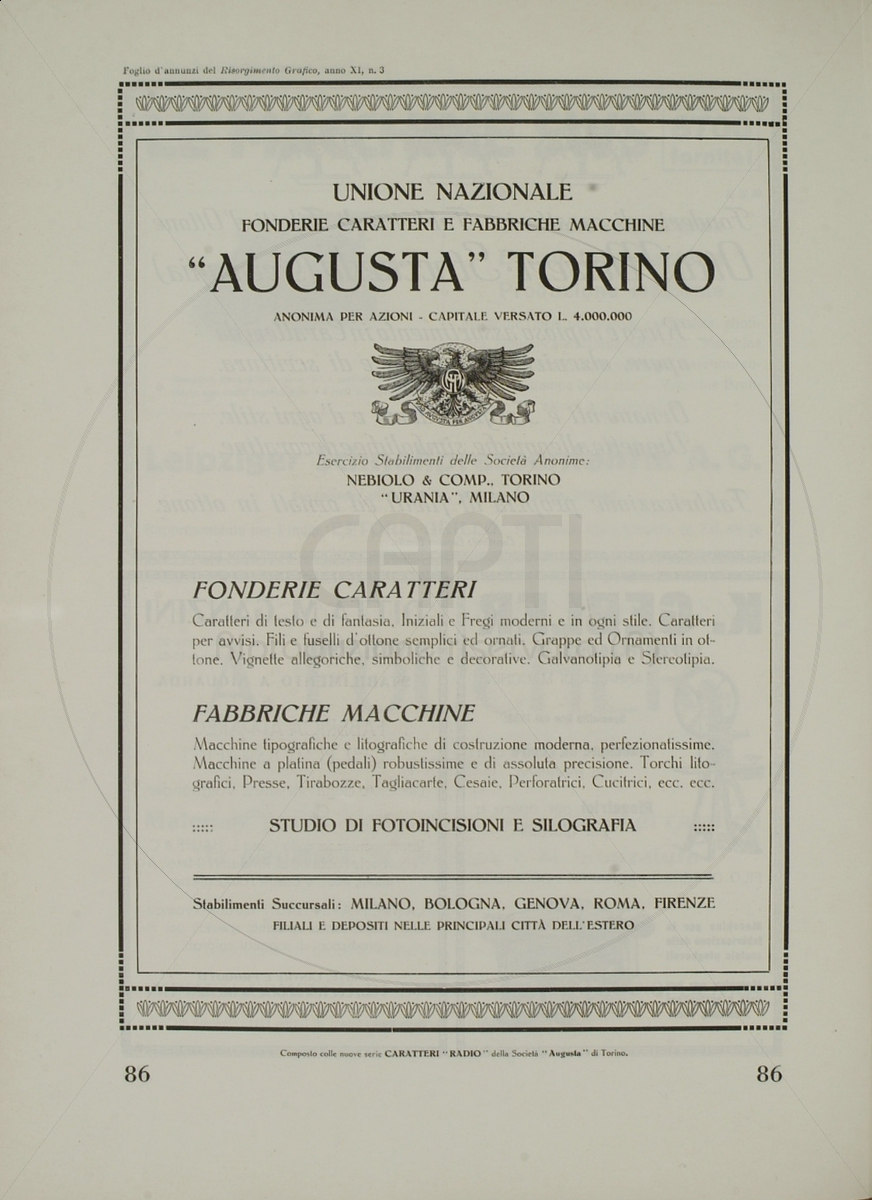 Foglio d'annunzi del Risorgimento Grafico, anno XI, n. 3
UNIONE NAZIONALE
FONDERIE CARATTERI E FABBRICHE MACCHINE
“AUGUSTA” TORINO
ANONIMA PER AZIONI - CAPITALE VERSATO L. 4.000.000
AUGUSTA PER AUGUSTA
Esercizio Stabilimenti delle Società Anonime:
NEBIOLO & COMP., TORINO
“URANIA”, MILANO
CAPTI
FONDERIE CARATTERI
Caratteri di testo e di fantasia, Iniziali e Fregi moderni e in ogni stile. Caratteri
per avvisi. Fili e fuselli d'ottone semplici ed ornati. Grappe ed Ornamenti in ot-
tone. Vignette allegoriche, simboliche e decorative. Galvanotipia e Stereotipia.
FABBRICHE MACCHINE
Macchine tipografiche e litografiche di costruzione moderna, perfezionatissime.
Macchine a platina (pedali) robustissime e di assoluta precisione. Torchi lito-
grafici, Presse, Tirabozze, Tagliacarte, Cesoie, Perforatrici, Cucitrici, ecc. ecc.
::::: STUDIO DI FOTOINCISIONI E SILOGRAFIA :::::
Stabilimenti Succursali: MILANO, BOLOGNA, GENOVA, ROMA, FIRENZE
FILIALI E DEPOSITI NELLE PRINCIPALI CITTÀ DELL'ESTERO
Composto colle nuove serie CARATTERI “RADIO” della Società “Augusta” di Torino.
86 86